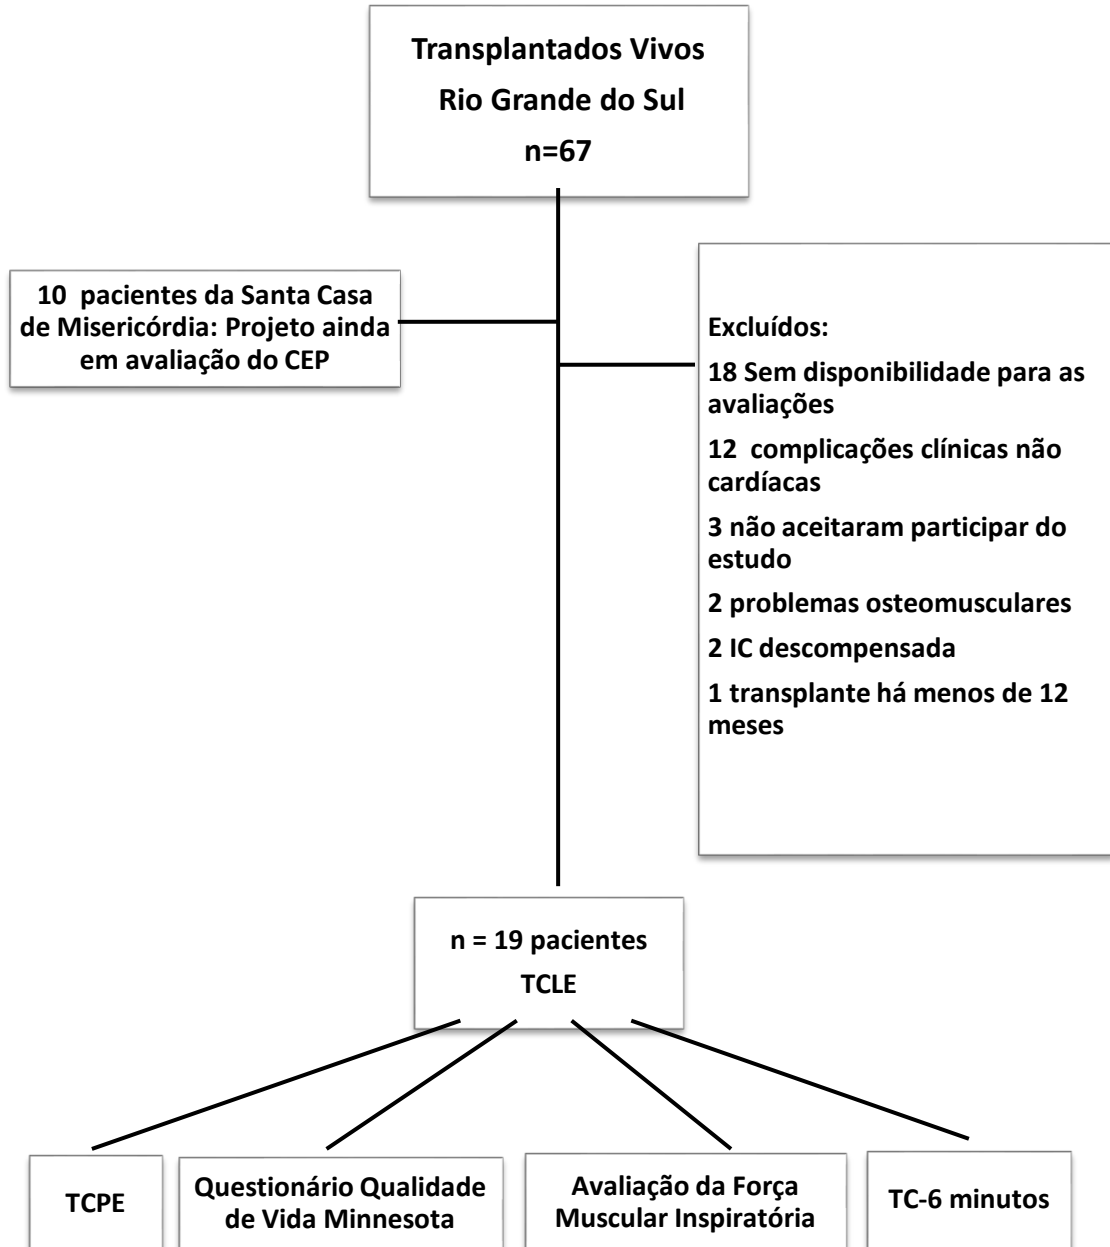 Transplantados Vivos
Rio Grande do Sul
n=67
10 pacientes da Santa Casa
de Misericórdia: Projeto ainda
em avaliação do CEP
Excluídos:
18 Sem disponibilidade para as
avaliações
12 complicações clínicas não
cardíacas
3 não aceitaram participar do
estudo
2 problemas osteomusculares
2 IC descompensada
1 transplante há menos de 12
meses
n = 19 pacientes
TCLE
TCPE
Questionário Qualidade
de Vida Minnesota
Avaliação da Força
Muscular Inspiratória
TC-6 minutos